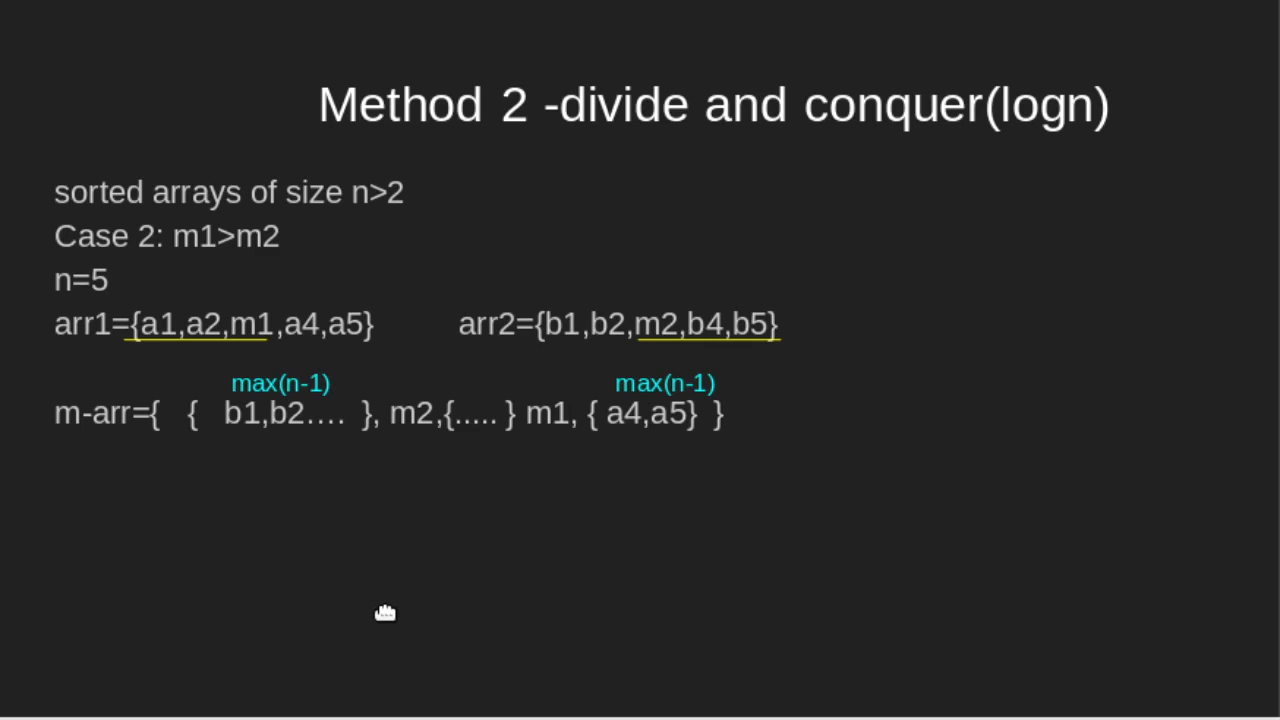 Method 2 -divide and conquer(logn)
sorted arrays of size n>2
Case 2: m1>m2
n=5
arr1={a1,a2,m1,a4,a5} arr2={b1,b2,m2,b4,b5}
max(n-1) max(n-1)
m-arr={ { b1,b2…. }, m2,{..... } m1, { a4,a5} }